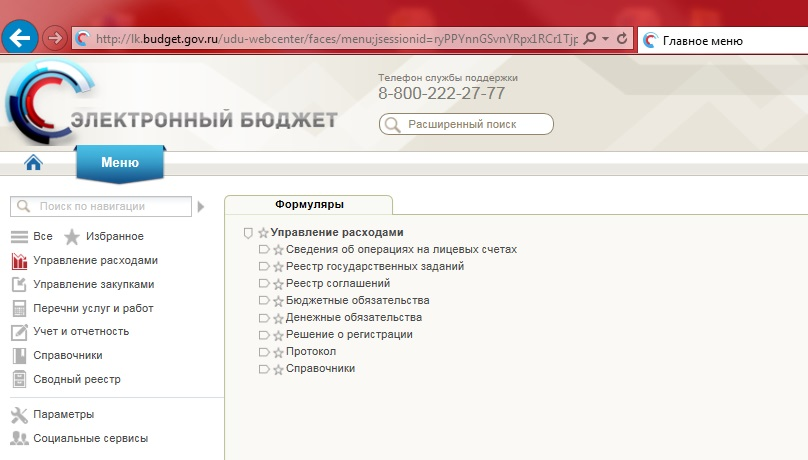 http://lk.budget.gov.ru/udu-webcenter/faces/menu;jsessionid=ryPPYnnGSvnYRpx1RCr1Tjp
Главное меню
Телефон службы поддержки
8-800-222-27-77
ЭЛЕКТРОННЫЙ БЮДЖЕТ
Расширенный поиск
Меню
Поиск по навигации
Все Избранное
Управление расходами
Управление закупками
Перечни услуг и работ
Учет и отчетность
Справочники
Сводный реестр
Параметры
Социальные сервисы
Формуляры
Управление расходами
Сведения об операциях на лицевых счетах
Реестр государственных заданий
Реестр соглашений
Бюджетные обязательства
Денежные обязательства
Решение о регистрации
Протокол
Справочники